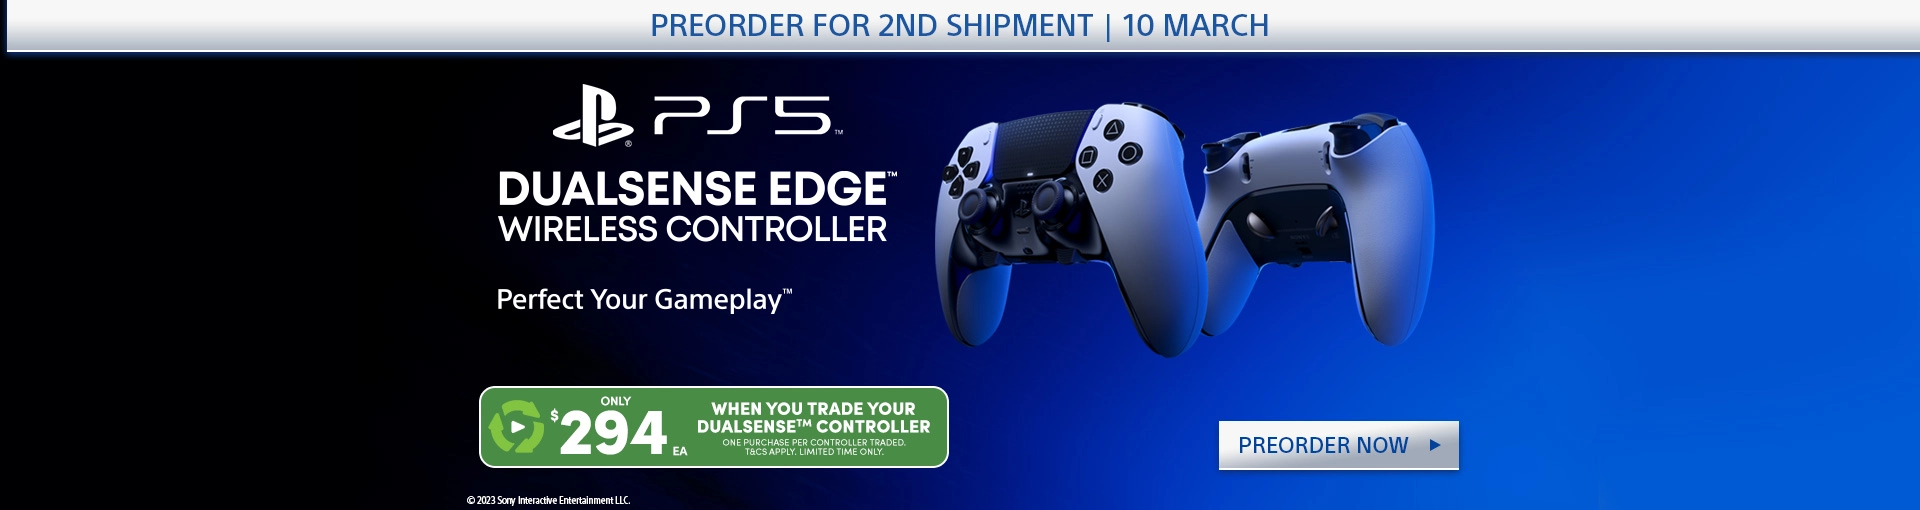 PREORDER FOR 2ND SHIPMENT | 10 MARCH
PS5™
DUALSENSE EDGE™
WIRELESS CONTROLLER
Perfect Your Gameplay™
ONLY
$294 EA
WHEN YOU TRADE YOUR
DUALSENSE™ CONTROLLER
ONE PURCHASE PER CONTROLLER TRADED.
T&CS APPLY. LIMITED TIME ONLY.
PREORDER NOW
© 2023 Sony Interactive Entertainment LLC.